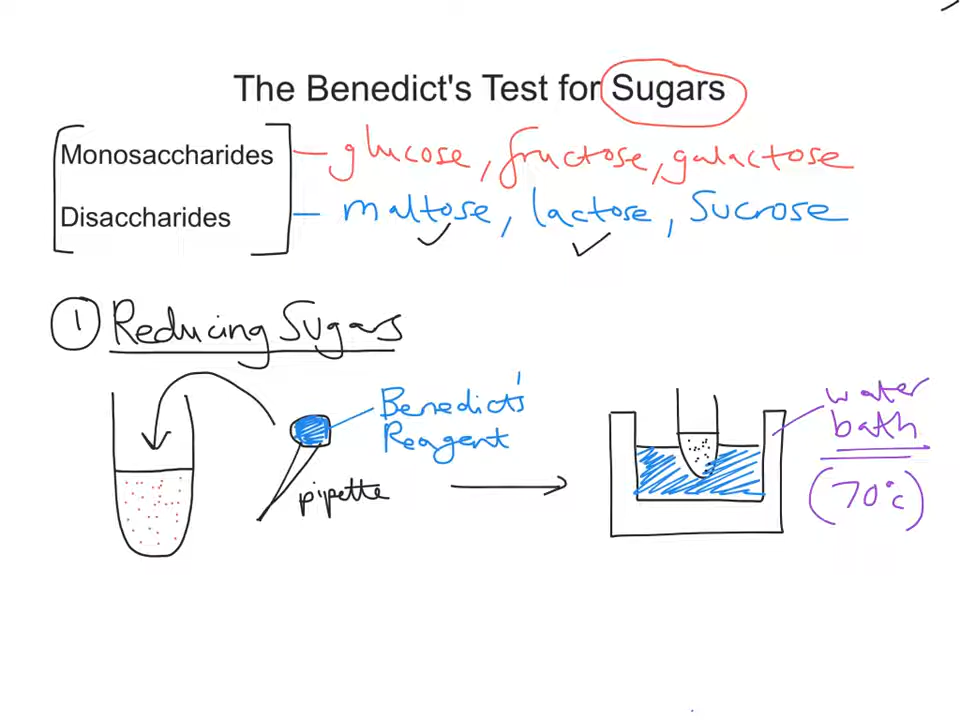 The Benedict's Test for Sugars
Monosaccharides - glucose, fructose, galactose
Disaccharides - maltose, lactose, sucrose
① Reducing Sugars
Benedict's
Reagent
pipette
water
bath
(70°c)